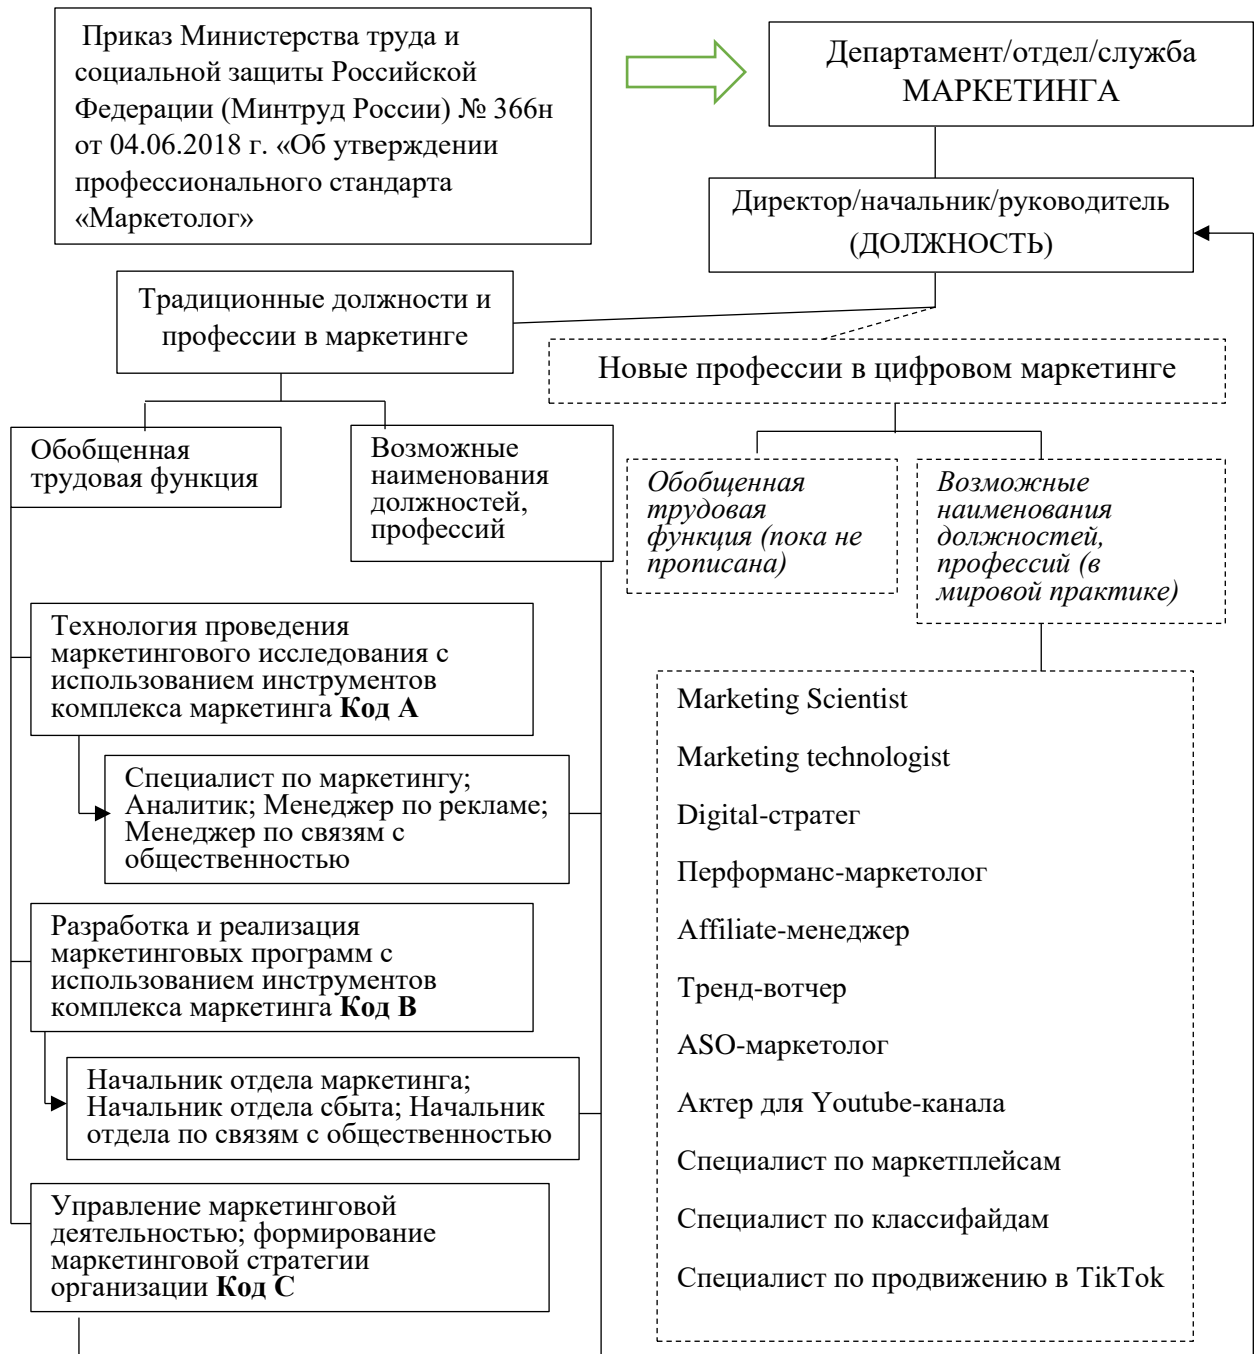 Приказ Министерства труда и
социальной защиты Российской
Федерации (Минтруд России) № 366н
от 04.06.2018 г. «Об утверждении
профессионального стандарта
«Маркетолог»
Департамент/отдел/служба
МАРКЕТИНГА
Директор/начальник/руководитель
(ДОЛЖНОСТЬ)
Традиционные должности и
профессии в маркетинге
Новые профессии в цифровом маркетинге
Обобщенная
трудовая функция
Возможные
наименования
должностей,
профессий
Обобщенная
трудовая
функция (пока не
прописана)
Возможные
наименования
должностей,
профессий (в
мировой практике)
Технология проведения
маркетингового исследования с
использованием инструментов
комплекса маркетинга Код А
Специалист по маркетингу;
Аналитик; Менеджер по рекламе;
Менеджер по связям с
общественностью
Разработка и реализация
маркетинговых программ с
использованием инструментов
комплекса маркетинга Код В
Начальник отдела маркетинга;
Начальник отдела сбыта; Начальник
отдела по связям с общественностью
Управление маркетинговой
деятельностью; формирование
маркетинговой стратегии
организации Код С
Marketing Scientist
Marketing technologist
Digital-стратег
Перформанс-маркетолог
Affiliate-менеджер
Тренд-вотчер
ASO-маркетолог
Актер для Youtube-канала
Специалист по маркетплейсам
Специалист по классифайдам
Специалист по продвижению в TikTok